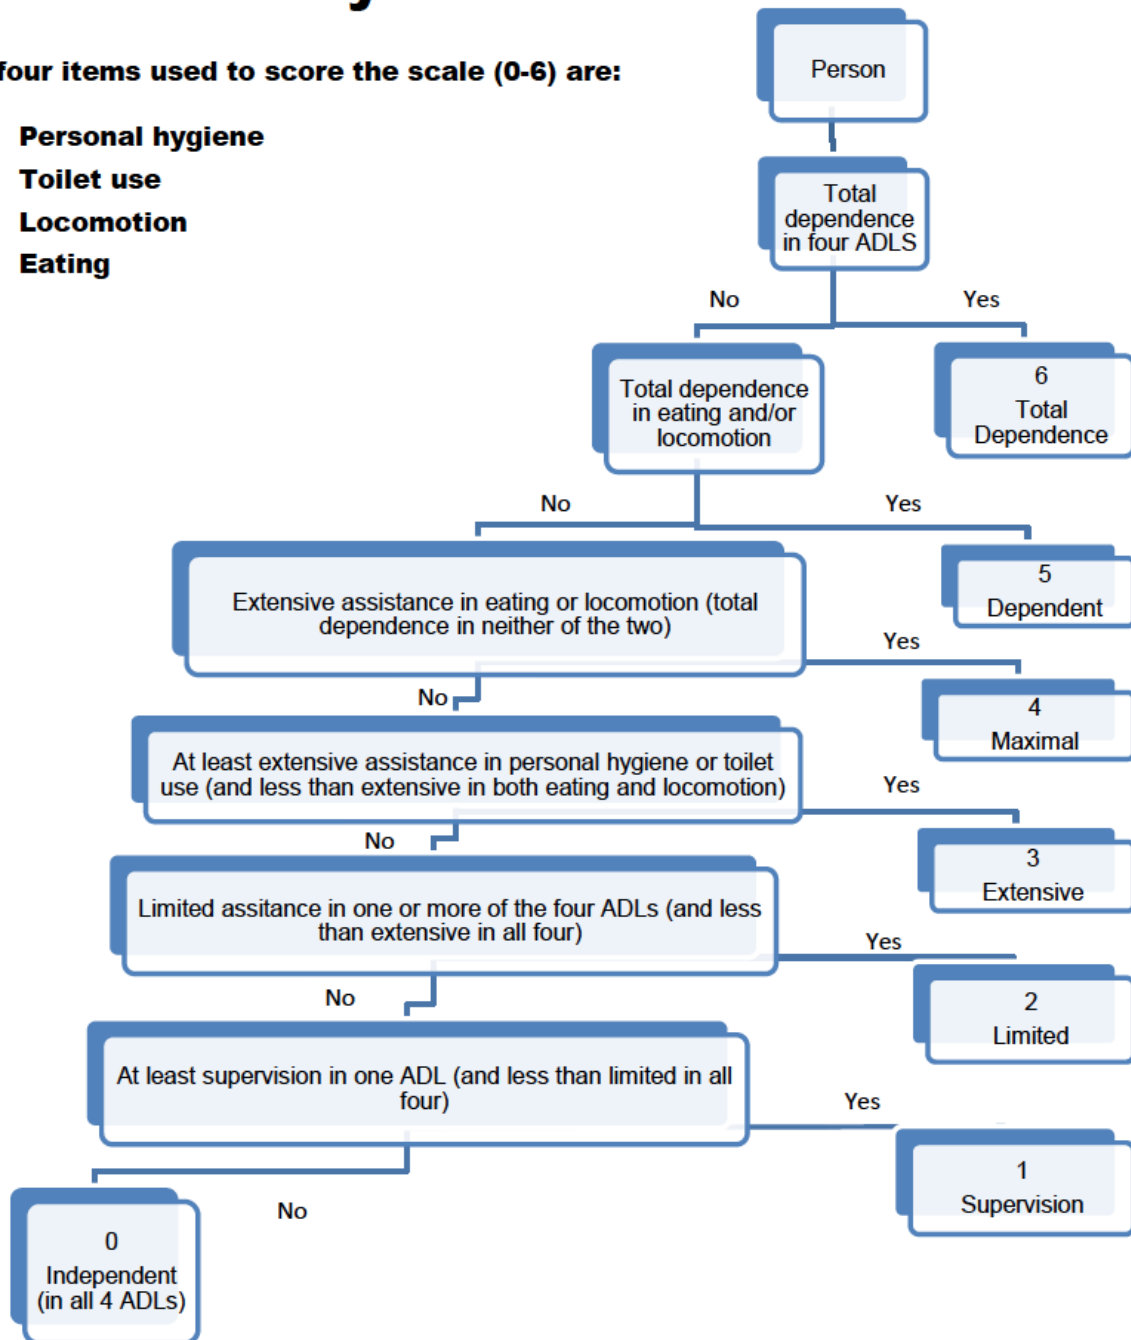 four items used to score the scale (0-6) are:
Personal hygiene
Toilet use
Locomotion
Eating
Person
Total
dependence
in four ADLS
No
Yes
Total dependence
in eating and/or
locomotion
6
Total
Dependence
No
Yes
Extensive assistance in eating or locomotion (total
dependence in neither of the two)
5
Dependent
Yes
No
4
Maximal
At least extensive assistance in personal hygiene or toilet
use (and less than extensive in both eating and locomotion)
Yes
No
3
Extensive
Limited assitance in one or more of the four ADLs (and less
than extensive in all four)
Yes
No
2
Limited
At least supervision in one ADL (and less than limited in all
four)
Yes
1
Supervision
No
0
Independent
(in all 4 ADLs)